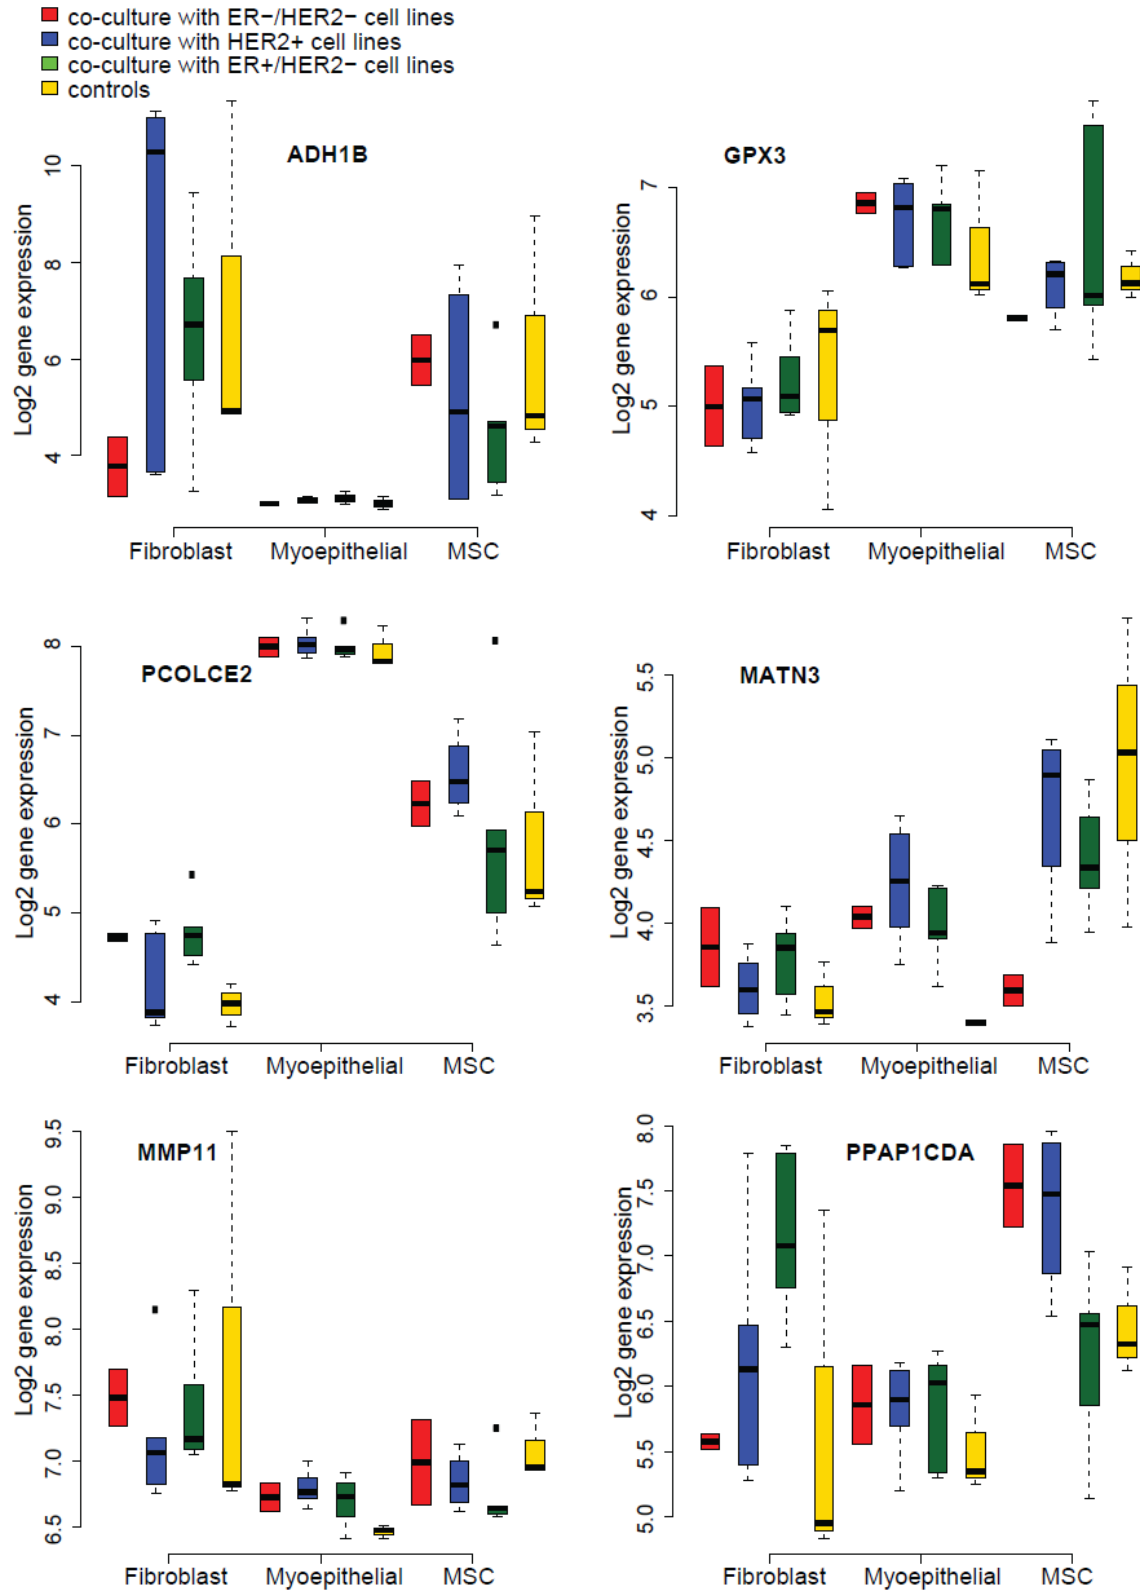 co-culture with ER−/HER2− cell lines
co-culture with HER2+ cell lines
co-culture with ER+/HER2− cell lines
controls
ADH1B
Log2 gene expression
10
8
6
4
Fibroblast Myoepithelial MSC
GPX3
Log2 gene expression
7
6
5
4
Fibroblast Myoepithelial MSC
PCOLCE2
Log2 gene expression
8
7
6
5
4
Fibroblast Myoepithelial MSC
MATN3
Log2 gene expression
5.5
5.0
4.5
4.0
3.5
Fibroblast Myoepithelial MSC
MMP11
Log2 gene expression
9.5
9.0
8.5
8.0
7.5
7.0
6.5
Fibroblast Myoepithelial MSC
PPAP1CDA
Log2 gene expression
8.0
7.5
7.0
6.5
6.0
5.5
5.0
Fibroblast Myoepithelial MSC